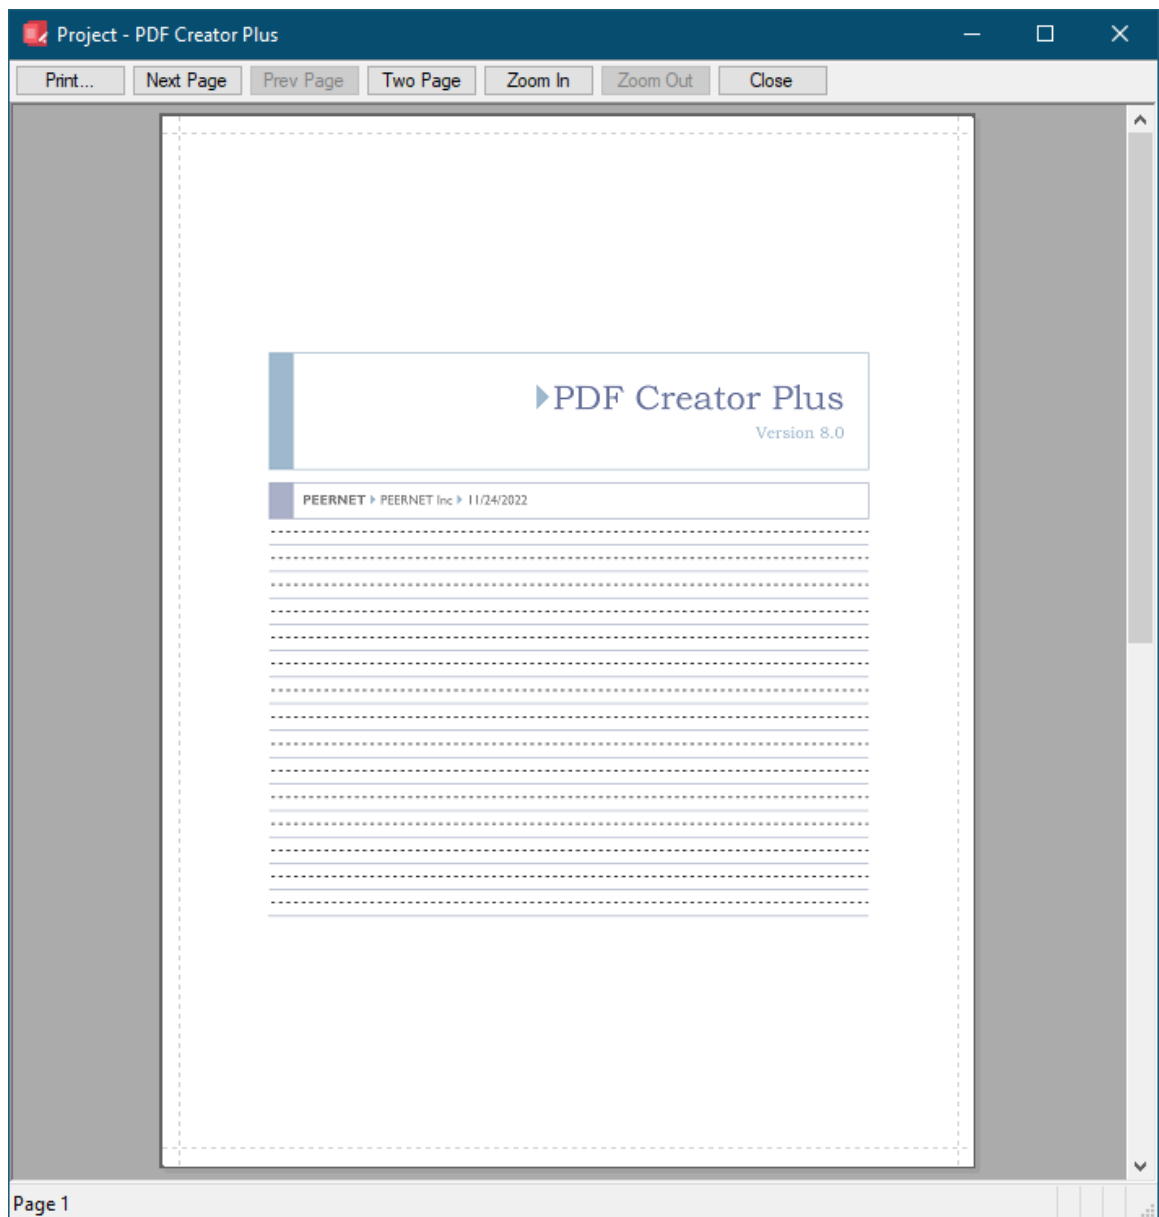 Project - PDF Creator Plus
Print... Next Page Prev Page Two Page Zoom In Zoom Out Close
PDF Creator Plus
Version 8.0
PEERNET PEERNET Inc 11/24/2022
Page 1